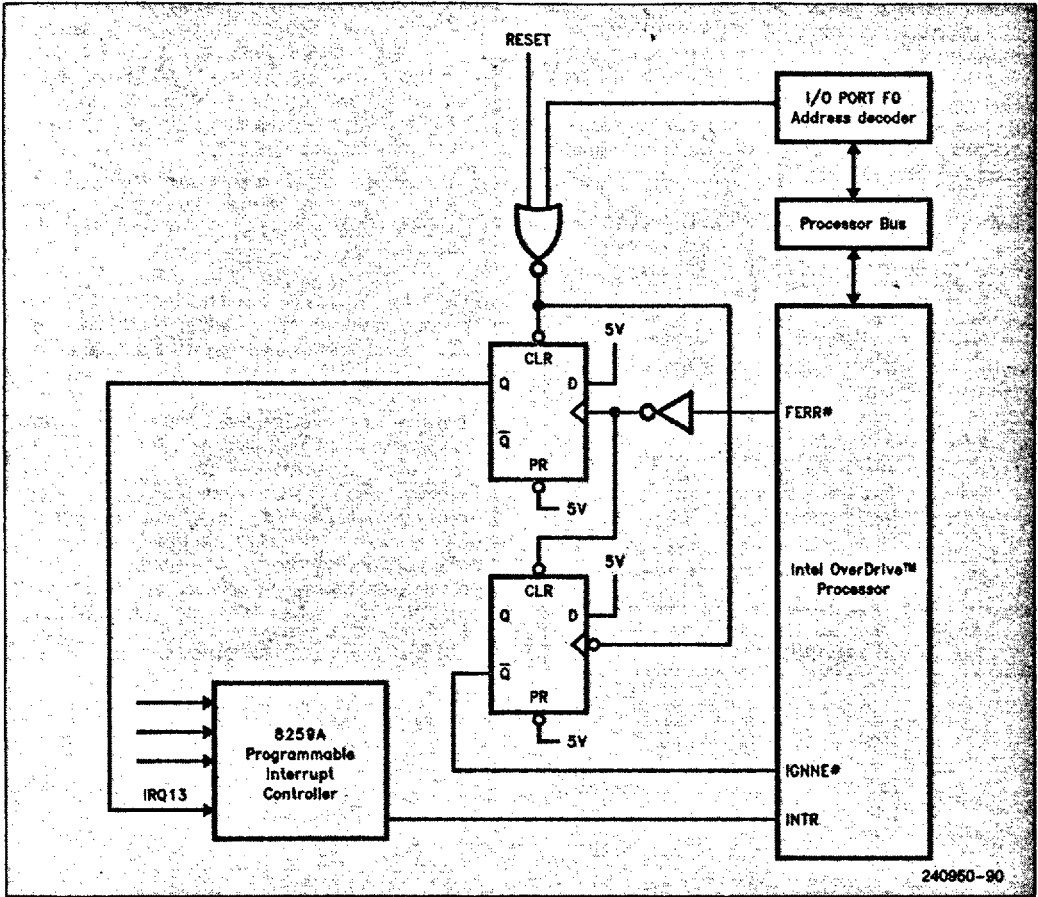 RESET
I/O PORT F0
Address decoder
Processor Bus
5V
CLR
Q
D
FERR#
Q̅
PR
5V
5V
CLR
Q
D
Intel OverDrive™
Processor
Q̅
PR
5V
8259A
Programmable
Interrupt
Controller
IGNNE#
IRQ13
INTR
240950-90